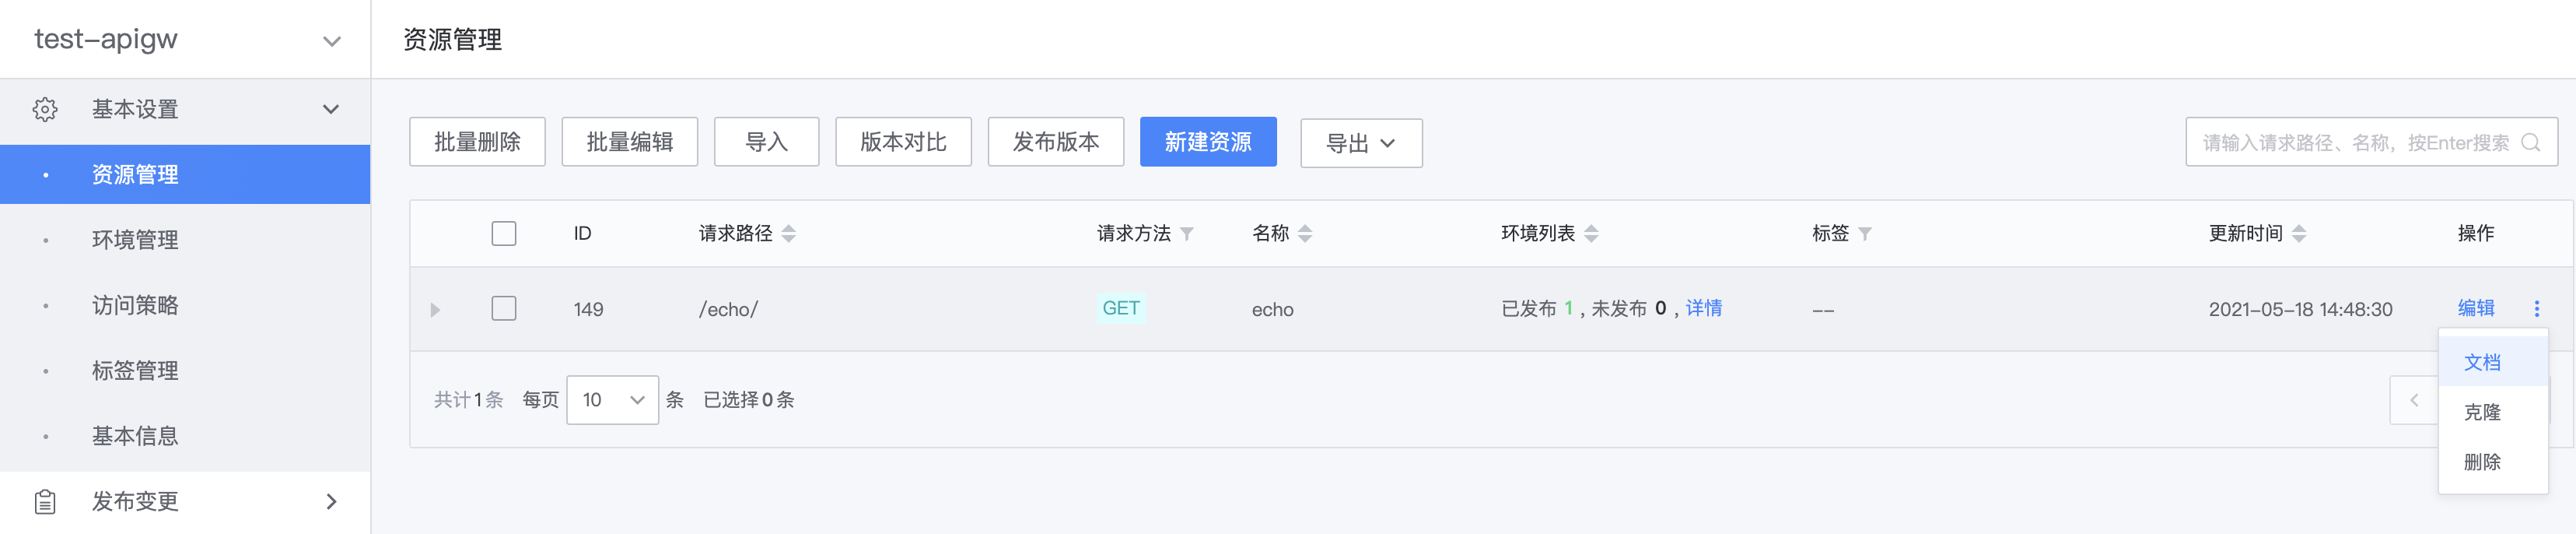 test-apigw
资源管理
基本设置
资源管理
环境管理
访问策略
标签管理
基本信息
发布变更
批量删除 批量编辑 导入 版本对比 发布版本 新建资源 导出
请输入请求路径、名称，按Enter搜索
ID 请求路径 请求方法 名称 环境列表 标签 更新时间 操作
149 /echo/ GET echo 已发布 1 , 未发布 0 , 详情 -- 2021-05-18 14:48:30 编辑
文档
克隆
删除
共计1条 每页 10 条 已选择0条